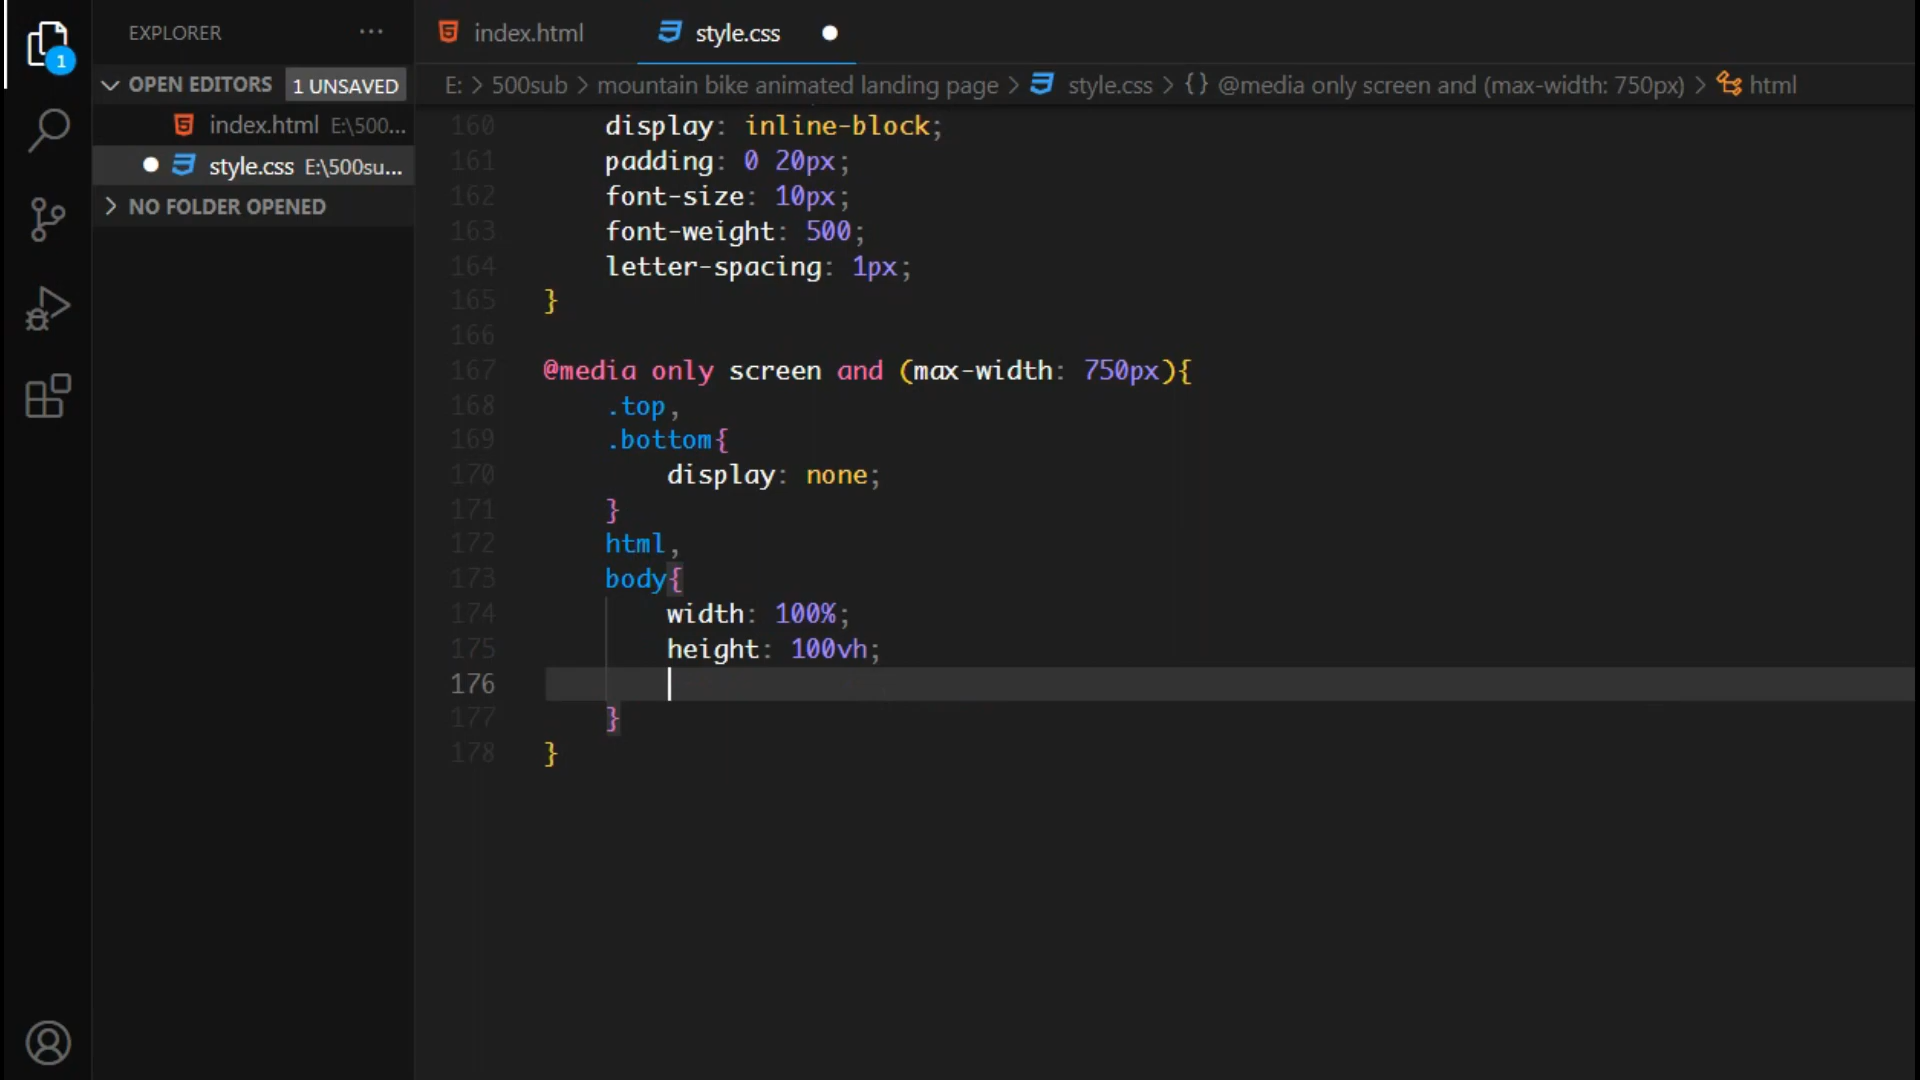 EXPLORER
index.html
style.css
1
OPEN EDITORS 1 UNSAVED
E: > 500sub > mountain bike animated landing page > style.css > {} @media only screen and (max-width: 750px) > html
index.html E:\500...
style.css E:\500su...
NO FOLDER OPENED
160 display: inline-block;
161 padding: 0 20px;
162 font-size: 10px;
163 font-weight: 500;
164 letter-spacing: 1px;
165 }
166
167 @media only screen and (max-width: 750px){
168 .top,
169 .bottom{
170 display: none;
171 }
172 html,
173 body{
174 width: 100%;
175 height: 100vh;
176
177 }
178 }